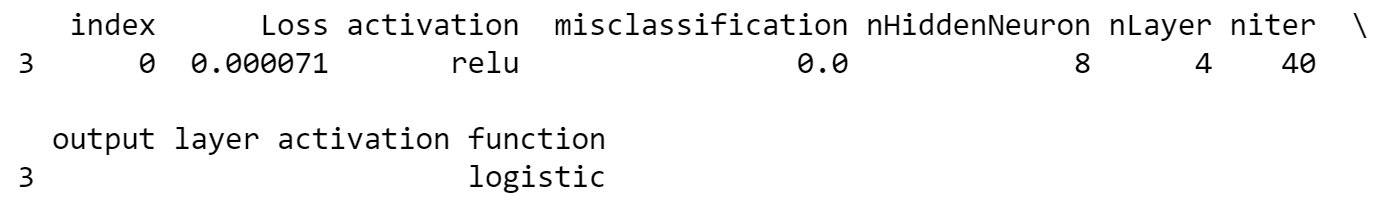 index Loss activation misclassification nHiddenNeuron nLayer niter \
3 0 0.000071 relu 0.0 8 4 40
output layer activation function
3 logistic